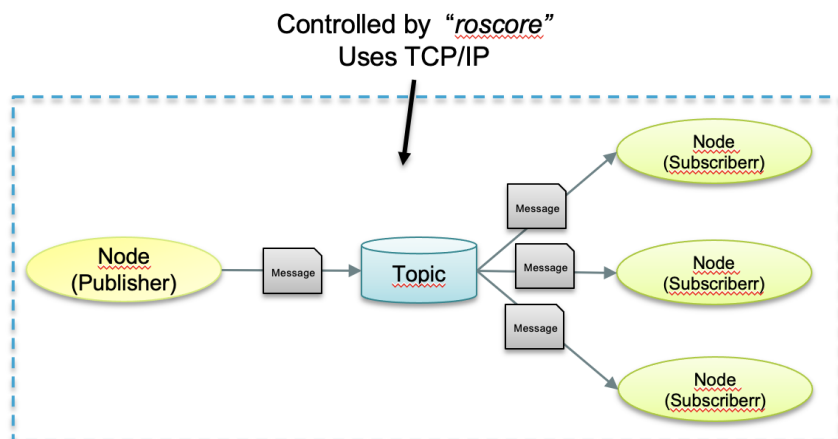 Controlled by “roscore”
Uses TCP/IP
Node
(Publisher)
Message
Topic
Message
Message
Message
Node
(Subscriberr)
Node
(Subscriberr)
Node
(Subscriberr)